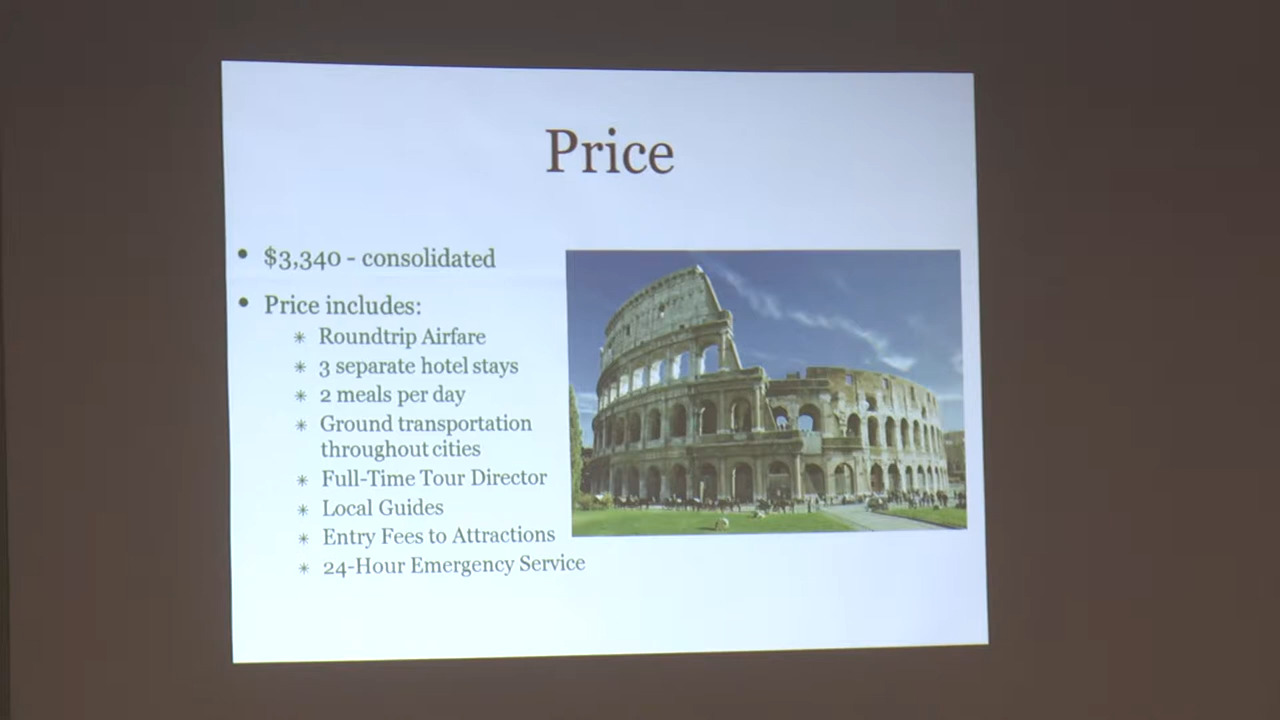 Price
• $3,340 - consolidated
• Price includes:
✳ Roundtrip Airfare
✳ 3 separate hotel stays
✳ 2 meals per day
✳ Ground transportation
throughout cities
✳ Full-Time Tour Director
✳ Local Guides
✳ Entry Fees to Attractions
✳ 24-Hour Emergency Service